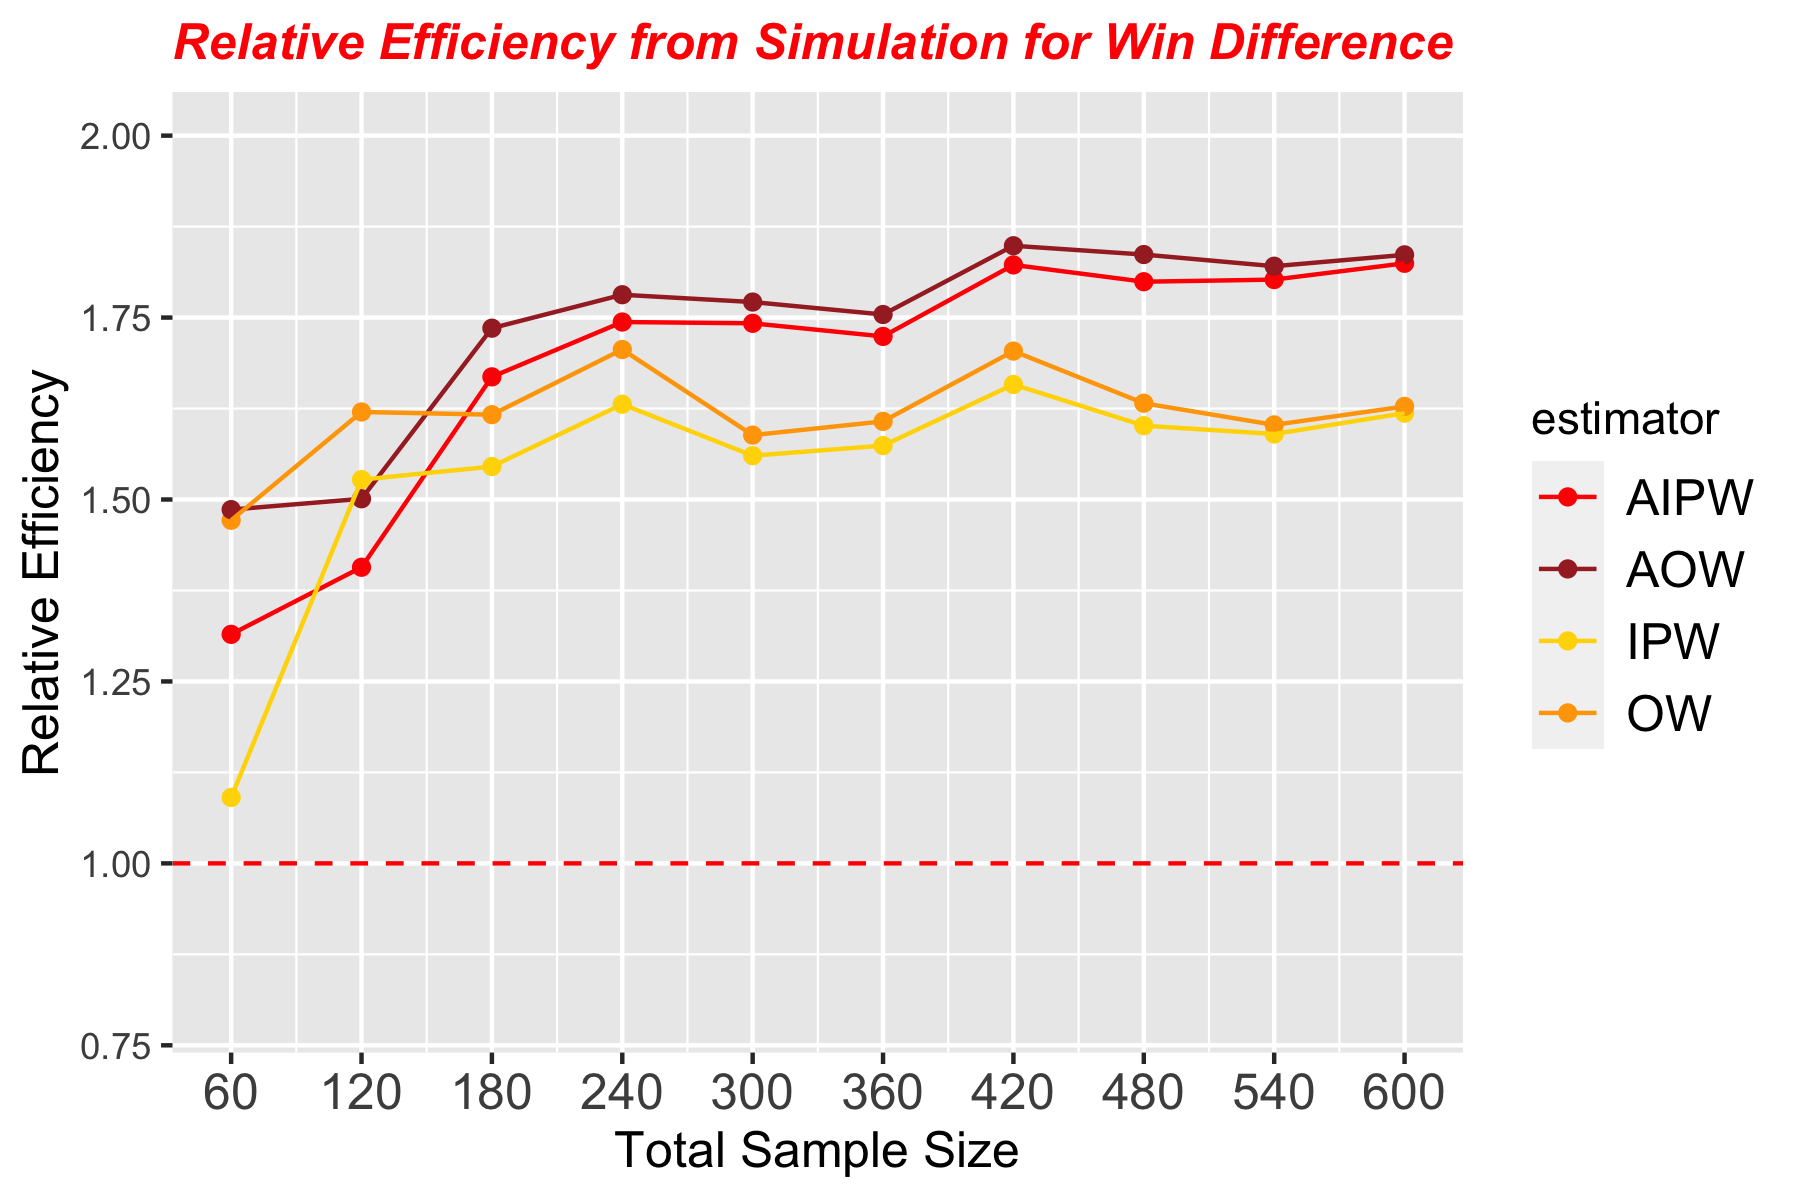 Relative Efficiency from Simulation for Win Difference
2.00
1.75
1.50
1.25
1.00
0.75
Relative Efficiency
60 120 180 240 300 360 420 480 540 600
Total Sample Size
estimator
AIPW
AOW
IPW
OW